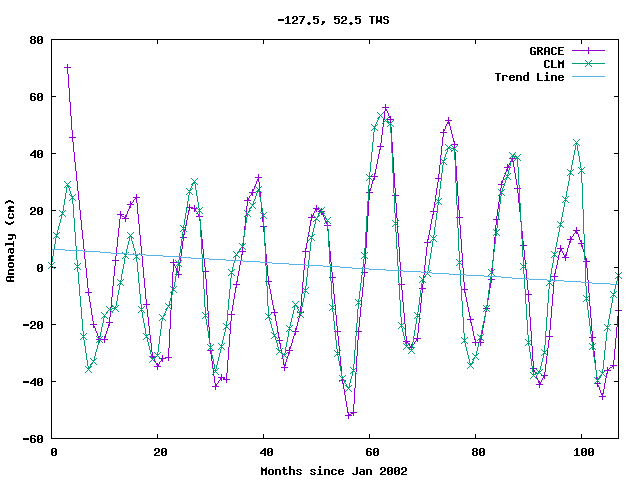 -127.5, 52.5 TWS
GRACE
CLM
Trend Line
80
60
40
20
0
-20
-40
-60
Anomaly (cm)
0 20 40 60 80 100
Months since Jan 2002